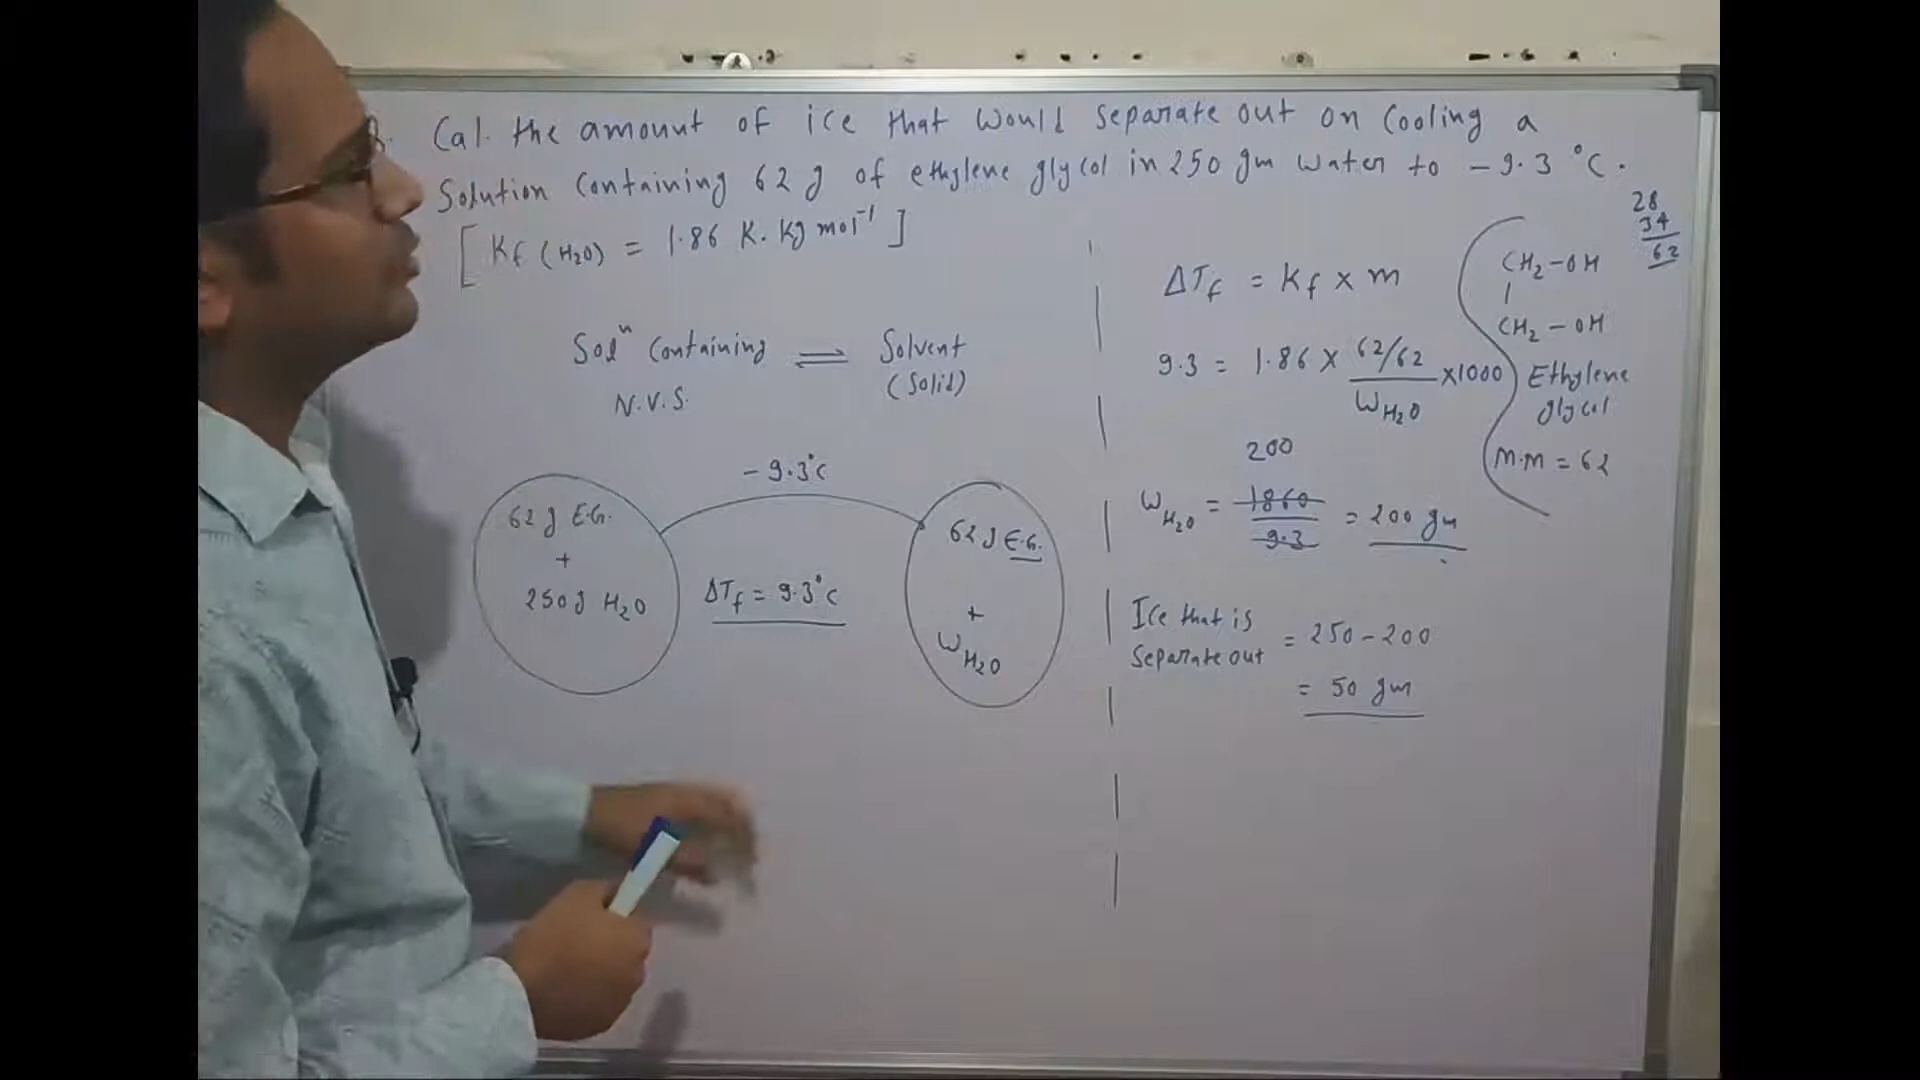 Q. Cal. the amount of ice that would separate out on cooling a
solution containing 62 g of ethylene glycol in 250 gm water to -9.3 °C.
[Kf (H2O) = 1.86 K. kg mol⁻¹]
Solⁿ containing ⇌ Solvent
N.V.S. (Solid)
-9.3°C
62 g E.G.
+
250 g H2O
ΔTf = 9.3°C
62 g E.G.
+
WH2O
ΔTf = Kf × m
9.3 = 1.86 × 62/62 / WH2O ×1000
200
WH2O = 1860 / 9.3 = 200 gm
Ice that is
separate out = 250 - 200
= 50 gm
28
34
62
CH2-OH
|
CH2-OH
Ethylene
glycol
M.M = 62